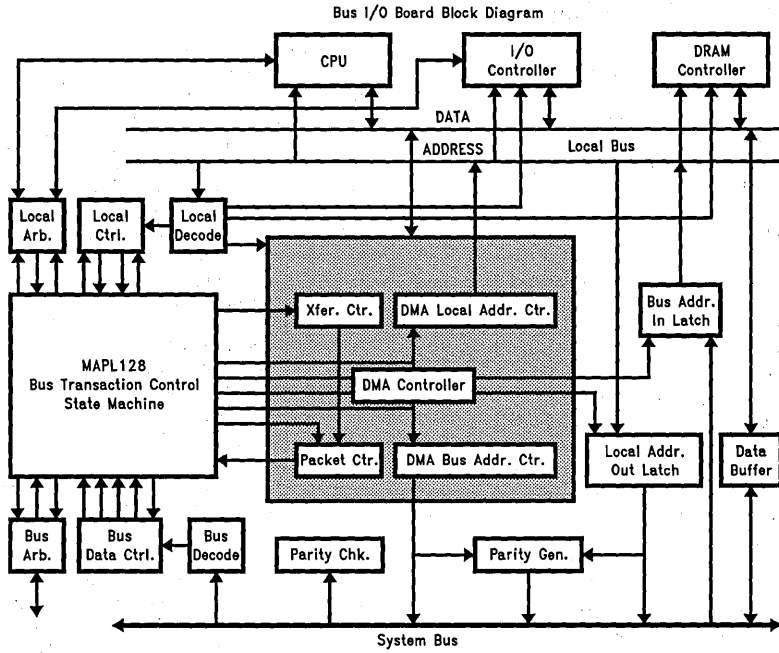 Bus I/O Board Block Diagram
CPU
I/O
Controller
DRAM
Controller
DATA
ADDRESS
Local Bus
Local
Arb.
Local
Ctrl.
Local
Decode
Xfer. Ctr.
DMA Local Addr. Ctr.
Bus Addr.
In Latch
MAPL128
Bus Transaction Control
State Machine
DMA Controller
Packet Ctr.
DMA Bus Addr. Ctr.
Local Addr.
Out Latch
Data
Buffer
Bus
Arb.
Bus
Data Ctrl.
Bus
Decode
Parity Chk.
Parity Gen.
System Bus